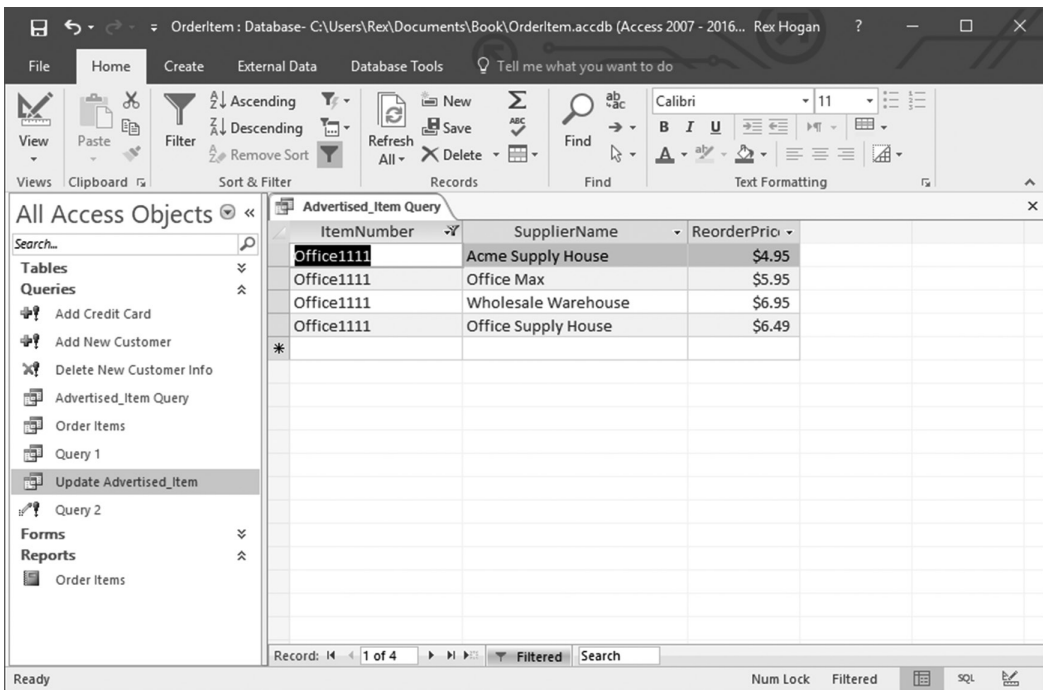 OrderItem : Database- C:\Users\Rex\Documents\Book\OrderItem.accdb (Access 2007 - 2016... Rex Hogan ?
File Home Create External Data Database Tools Tell me what you want to do
View
Paste
Filter
Ascending
Descending
Remove Sort
Refresh All
New
Save
Delete
Find
Calibri 11
B I U
Views Clipboard Sort & Filter Records Find Text Formatting
All Access Objects
Search...
Tables
Queries
Add Credit Card
Add New Customer
Delete New Customer Info
Advertised_Item Query
Order Items
Query 1
Update Advertised_Item
Query 2
Forms
Reports
Order Items
Advertised_Item Query
ItemNumber SupplierName ReorderPric
Office1111 Acme Supply House $4.95
Office1111 Office Max $5.95
Office1111 Wholesale Warehouse $6.95
Office1111 Office Supply House $6.49
Record: 1 of 4 Filtered Search
Ready Num Lock Filtered SQL